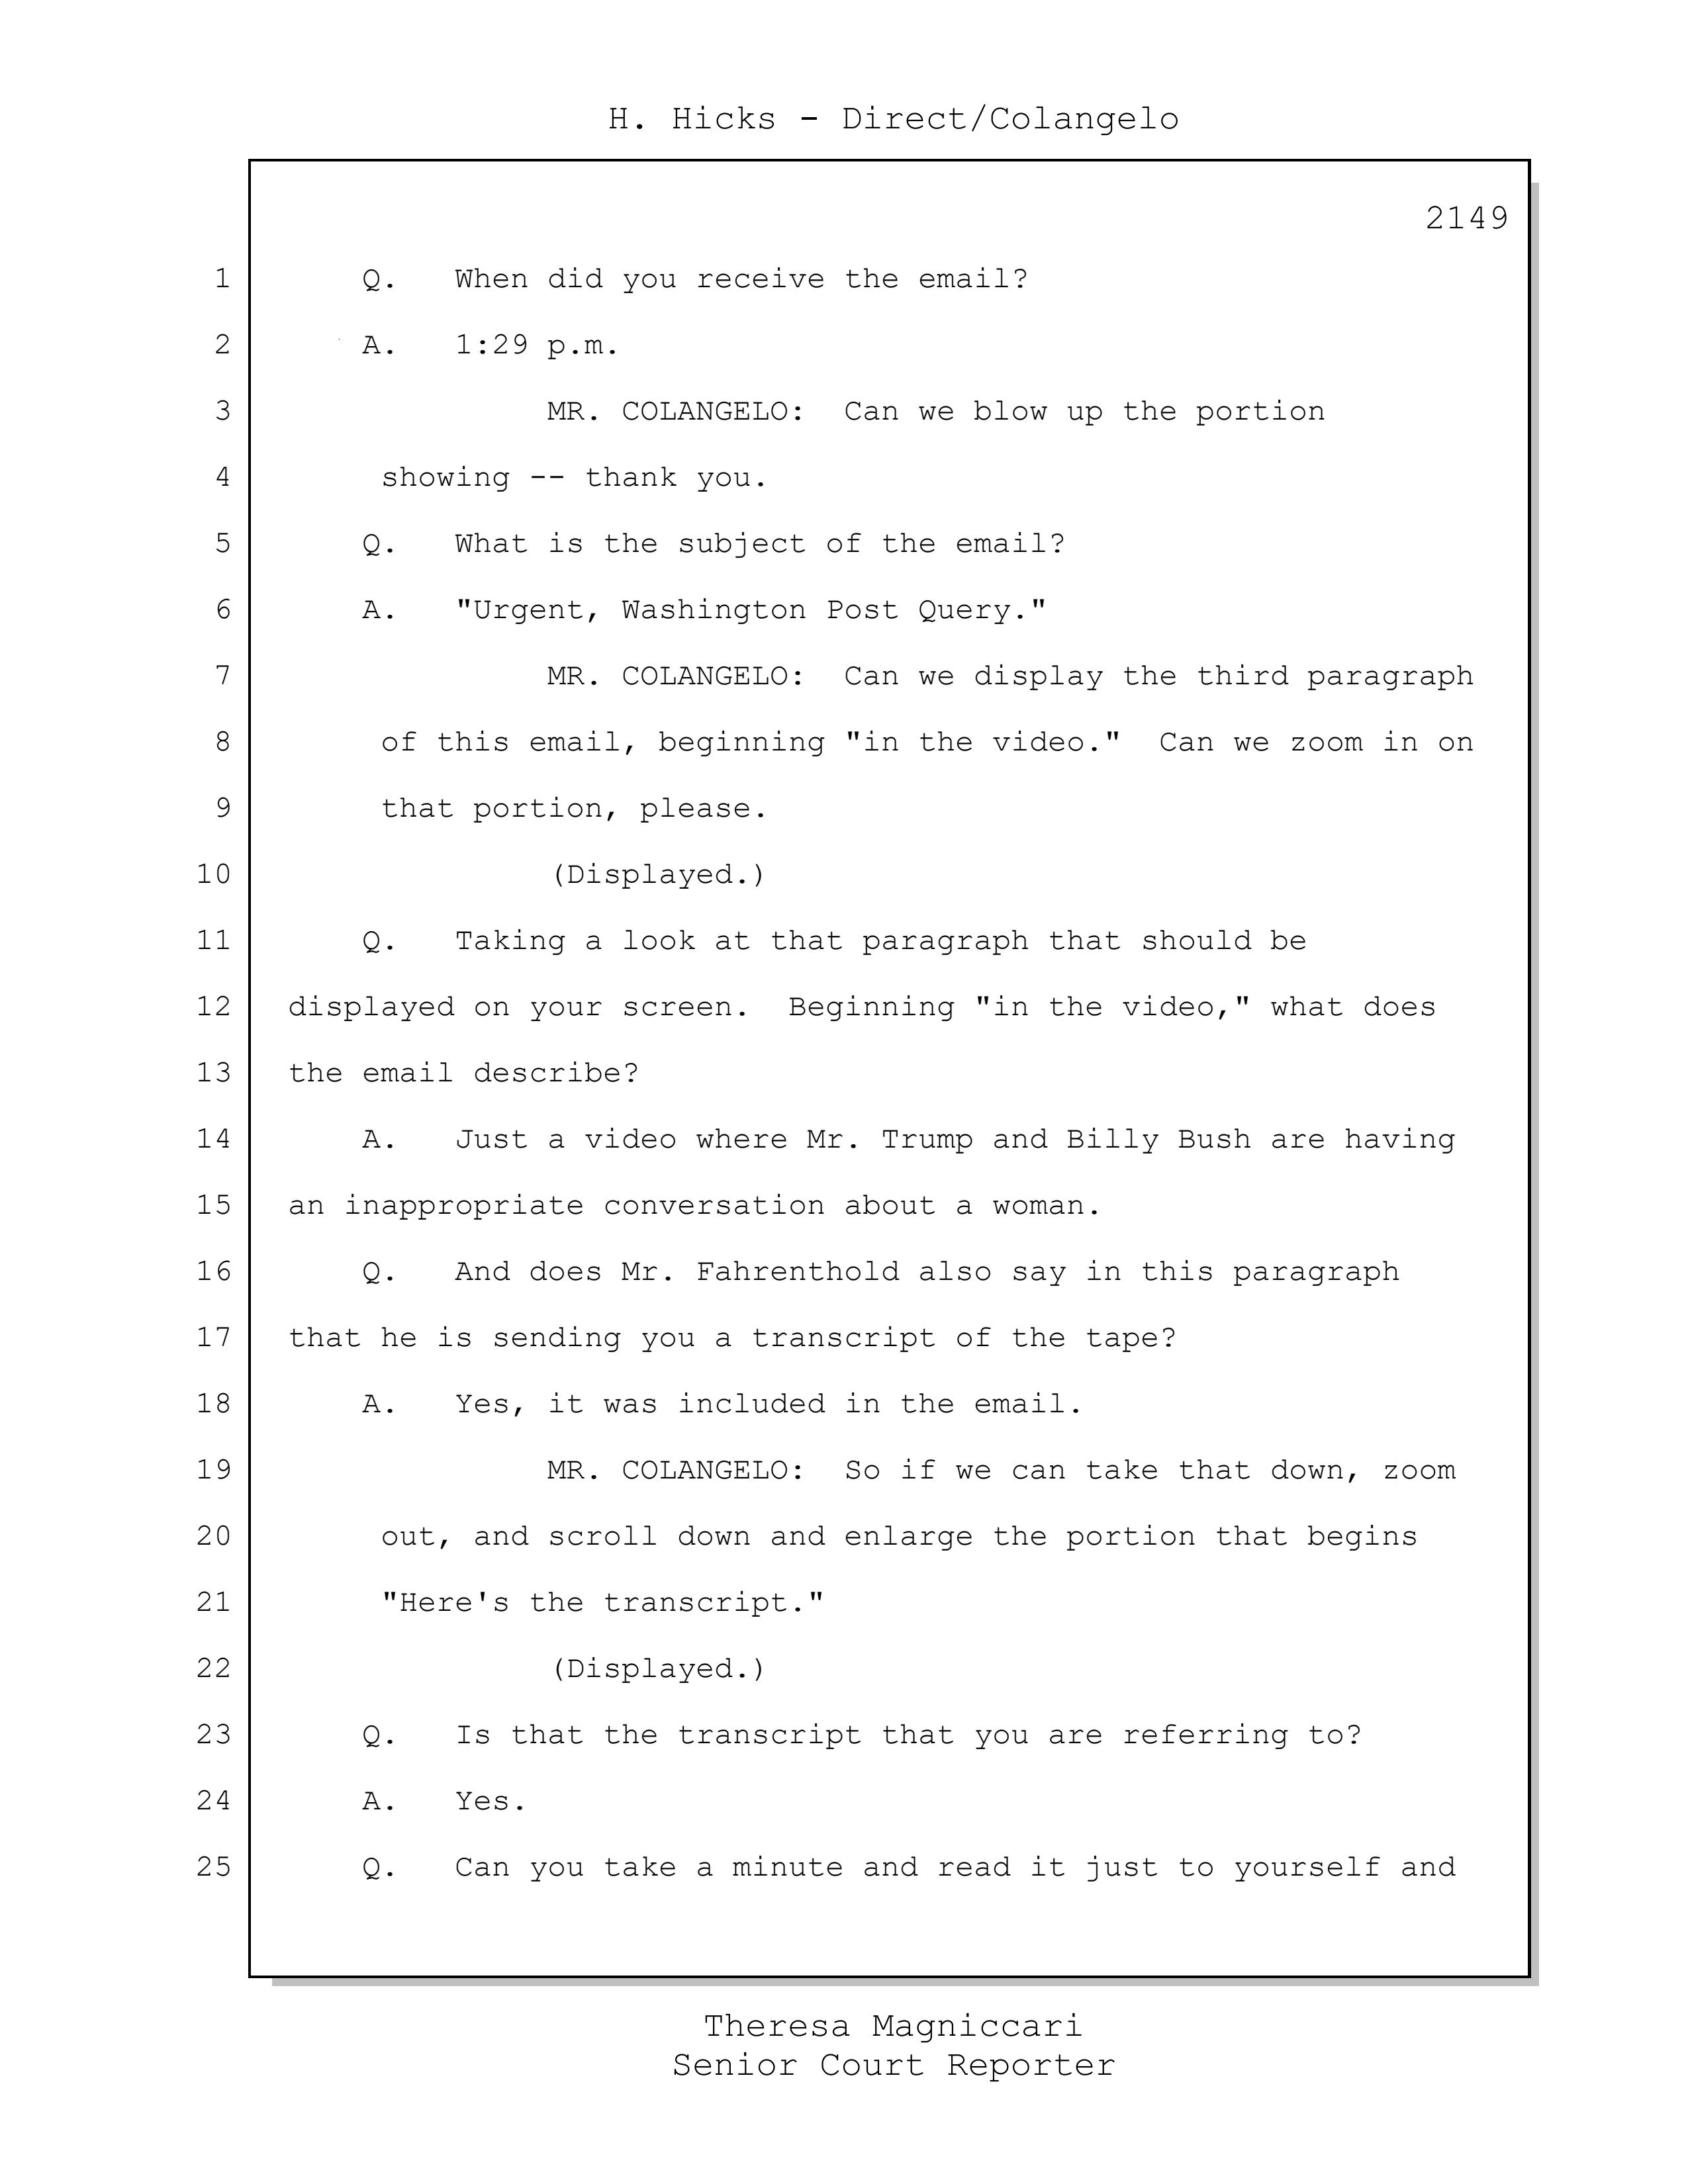 H. Hicks - Direct/Colangelo
2149
1 Q. When did you receive the email?
2 A. 1:29 p.m.
3 MR. COLANGELO: Can we blow up the portion
4 showing -- thank you.
5 Q. What is the subject of the email?
6 A. "Urgent, Washington Post Query."
7 MR. COLANGELO: Can we display the third paragraph
8 of this email, beginning "in the video." Can we zoom in on
9 that portion, please.
10 (Displayed.)
11 Q. Taking a look at that paragraph that should be
12 displayed on your screen. Beginning "in the video," what does
13 the email describe?
14 A. Just a video where Mr. Trump and Billy Bush are having
15 an inappropriate conversation about a woman.
16 Q. And does Mr. Fahrenthold also say in this paragraph
17 that he is sending you a transcript of the tape?
18 A. Yes, it was included in the email.
19 MR. COLANGELO: So if we can take that down, zoom
20 out, and scroll down and enlarge the portion that begins
21 "Here's the transcript."
22 (Displayed.)
23 Q. Is that the transcript that you are referring to?
24 A. Yes.
25 Q. Can you take a minute and read it just to yourself and
Theresa Magniccari
Senior Court Reporter